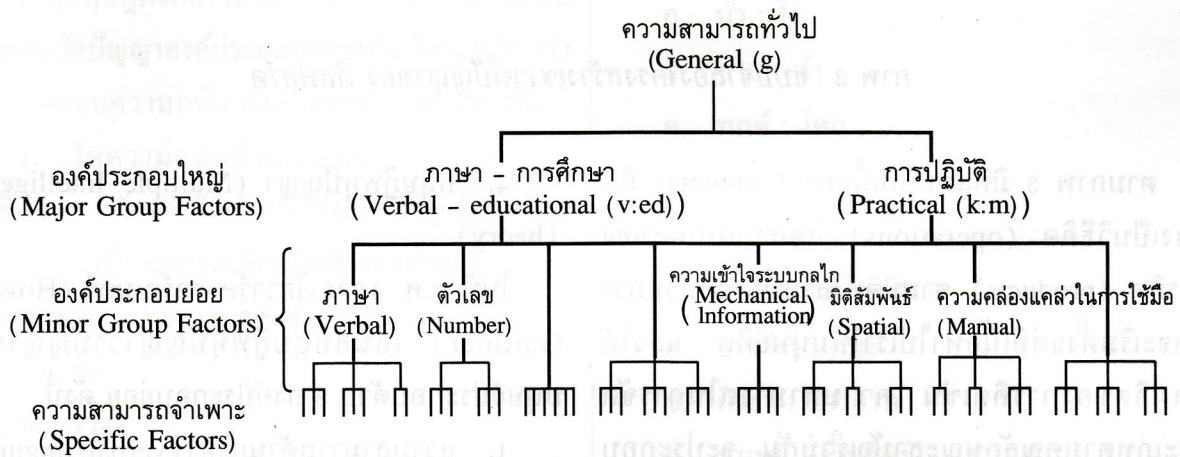 ความสามารถทั่วไป
(General (g)
องค์ประกอบใหญ่
(Major Group Factors)
ภาษา – การศึกษา
(Verbal – educational (v:ed))
การปฏิบัติ
(Practical (k:m))
องค์ประกอบย่อย
(Minor Group Factors)
ภาษา
(Verbal)
ตัวเลข
(Number)
ความเข้าใจระบบกลไก
(Mechanical
Information)
มิติสัมพันธ์
(Spatial)
ความคล่องแคล่วในการใช้มือ
(Manual)
ความสามารถจำเพาะ
(Specific Factors)